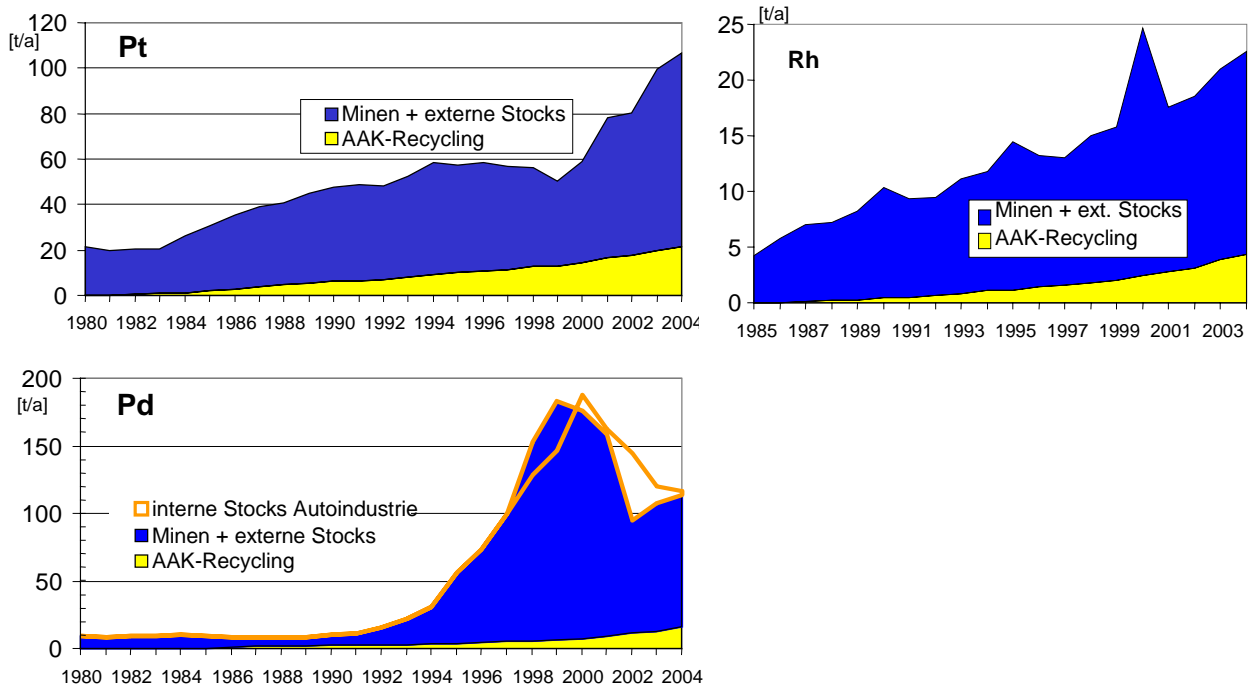 [t/a]
Pt
120
100
80
60
40
20
0
Minen + externe Stocks
AAK-Recycling
1980 1982 1984 1986 1988 1990 1992 1994 1996 1998 2000 2002 2004
[t/a]
Rh
25
20
15
10
5
0
Minen + ext. Stocks
AAK-Recycling
1985 1987 1989 1991 1993 1995 1997 1999 2001 2003
[t/a]
Pd
200
150
100
50
0
interne Stocks Autoindustrie
Minen + externe Stocks
AAK-Recycling
1980 1982 1984 1986 1988 1990 1992 1994 1996 1998 2000 2002 2004